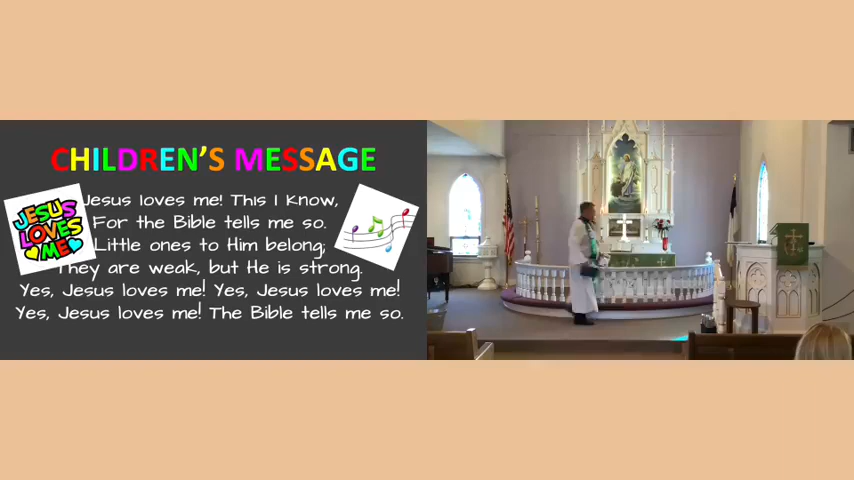 CHILDREN'S MESSAGE
Jesus loves me! This I know,
For the Bible tells me so.
Little ones to Him belong;
They are weak, but He is strong.
Yes, Jesus loves me! Yes, Jesus loves me!
Yes, Jesus loves me! The Bible tells me so.
JESUS
LOVES
ME